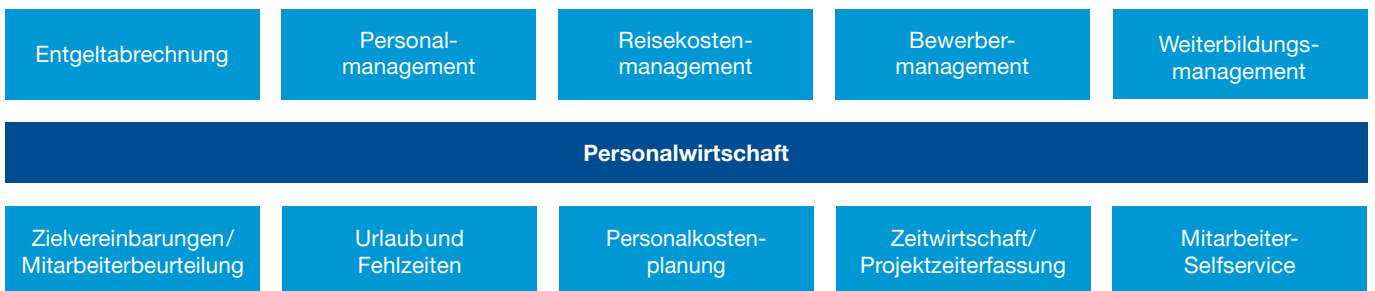 Entgeltabrechnung
Personal-
management
Reisekosten-
management
Bewerber-
management
Weiterbildungs-
management
Personalwirtschaft
Zielvereinbarungen/
Mitarbeiterbeurteilung
Urlaub und
Fehlzeiten
Personalkosten-
planung
Zeitwirtschaft/
Projektzeiterfassung
Mitarbeiter-
Selfservice